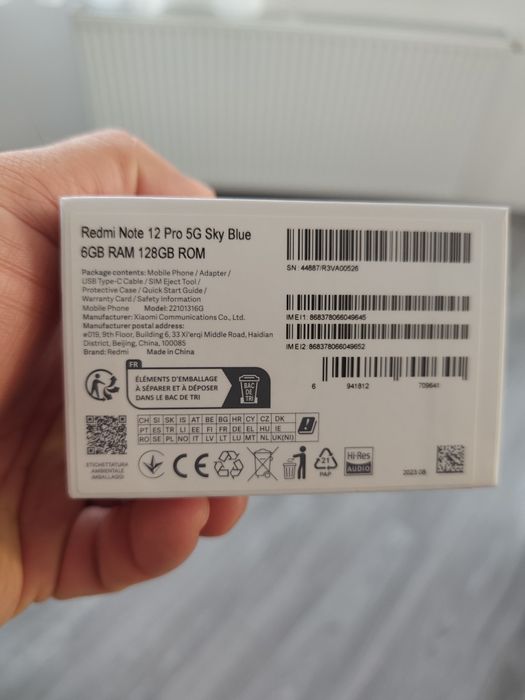 Redmi Note 12 Pro 5G Sky Blue
6GB RAM 128GB ROM
Package contents: Mobile Phone / Adapter /
USB Type-C Cable / SIM Eject Tool /
Protective Case / Quick Start Guide /
Warranty Card / Safety Information
Mobile Phone Model: 22101316G
Manufacturer: Xiaomi Communications Co., Ltd.
Manufacturer postal address:
#019, 9th Floor, Building 6, 33 Xi'erqi Middle Road, Haidian
District, Beijing, China, 100085
Brand: Redmi Made in China
SN: 44887/R3VA00526
IMEI1: 868378066049645
IMEI2: 868378066049652
6 941812 709641
FR
ÉLÉMENTS D'EMBALLAGE
À SÉPARER ET À DÉPOSER
DANS LE BAC DE TRI
BAC
DE
TRI
CH SI SK IS AT BE BG HR CY CZ DK
PT ES TR LI EE FI FR DE EL HU IE
RO SE PL NO IT LV LT LU MT NL UK(NI)
ETICHETTATURA
AMBIENTALE
IMBALLAGGI
CE
21
PAP
Hi-Res
AUDIO
2023.08